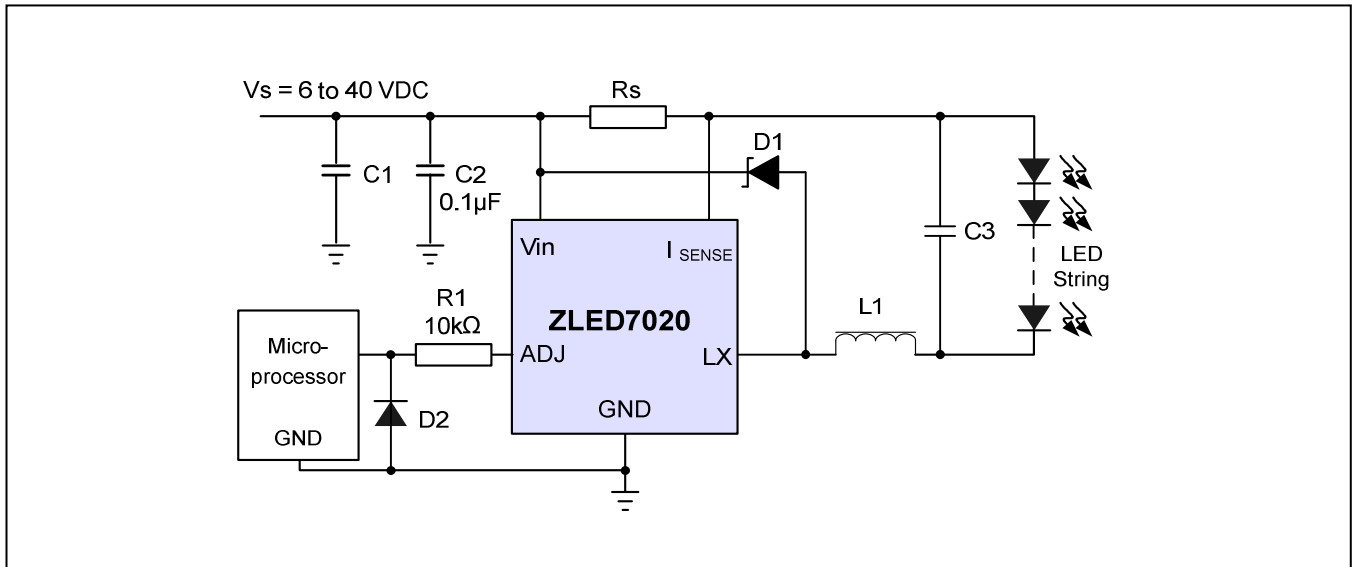 Vs = 6 to 40 VDC
Rs
D1
C1
C2
0.1µF
C3
LED
String
Vin
I SENSE
R1
10kΩ
ZLED7020
L1
Micro-
processor
ADJ
LX
D2
GND
GND